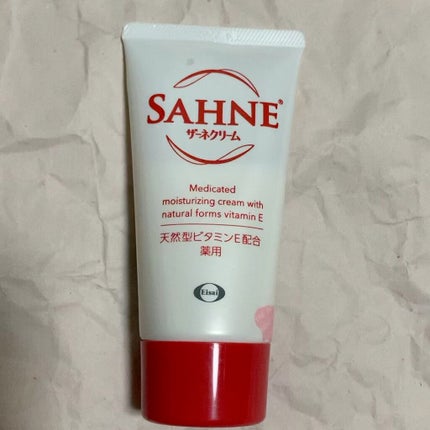 SAHNE®
ザーネクリーム
Medicated
moisturizing cream with
natural forms vitamin E
天然型ビタミンE配合
薬用
Eisai